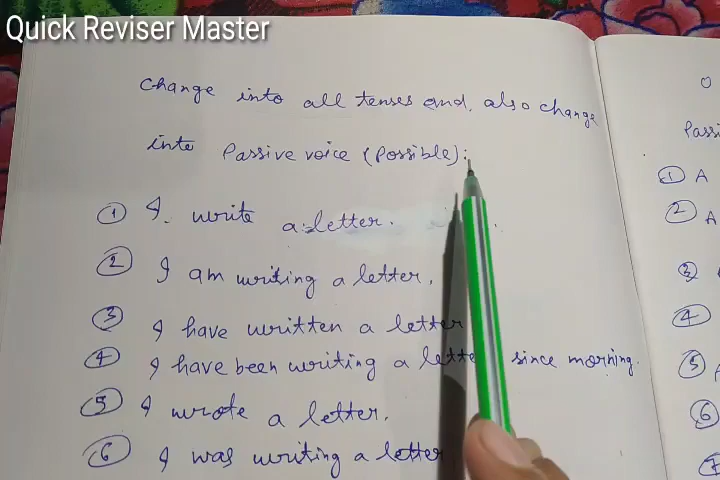 Quick Reviser Master
Change into all tenses and also change
into Passive voice (Possible):
① I write a letter.
② I am writing a letter.
③ I have written a letter
④ I have been writing a letter since morning.
⑤ I wrote a letter.
⑥ I was writing a letter
Passi
① A
② A
③
④
⑤
⑥
⑦